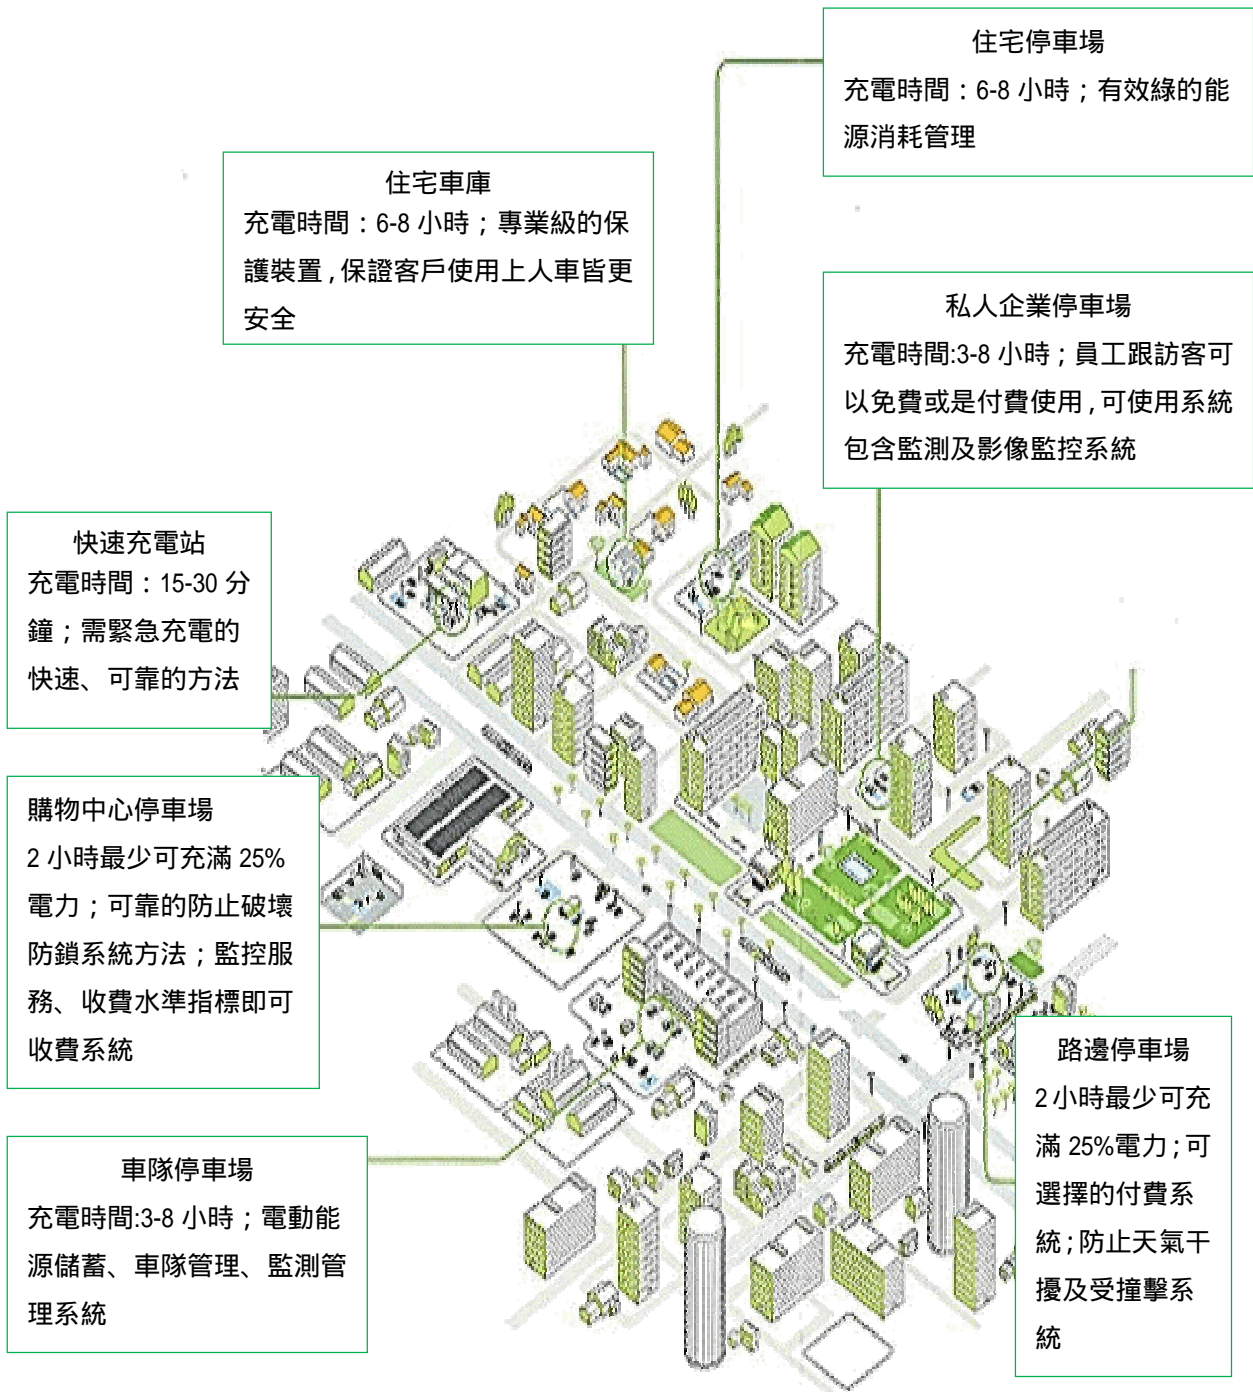 住宅停車場
充電時間：6-8 小時；有效綠的能
源消耗管理
住宅車庫
充電時間：6-8 小時；專業級的保
護裝置，保證客戶使用上人車皆更
安全
私人企業停車場
充電時間:3-8 小時；員工跟訪客可
以免費或是付費使用，可使用系統
包含監測及影像監控系統
快速充電站
充電時間：15-30 分
鐘；需緊急充電的
快速、可靠的方法
購物中心停車場
2 小時最少可充滿 25%
電力；可靠的防止破壞
防鎖系統方法；監控服
務、收費水準指標即可
收費系統
車隊停車場
充電時間:3-8 小時；電動能
源儲蓄、車隊管理、監測管
理系統
路邊停車場
2 小時最少可充
滿 25%電力；可
選擇的付費系
統；防止天氣干
擾及受撞擊系
統